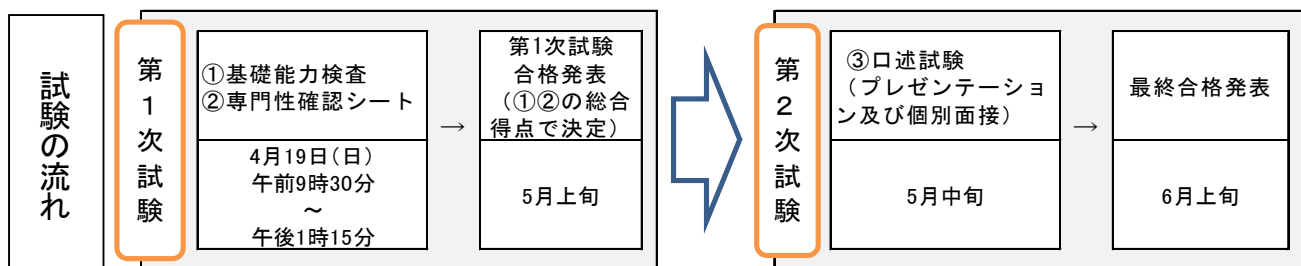 試験の流れ
第1次試験
①基礎能力検査
②専門性確認シート
4月19日(日)
午前9時30分
～
午後1時15分
→
第1次試験
合格発表
(①②の総合
得点で決定)
5月上旬
第2次試験
③口述試験
(プレゼンテーショ
ン及び個別面接)
5月中旬
→
最終合格発表
6月上旬